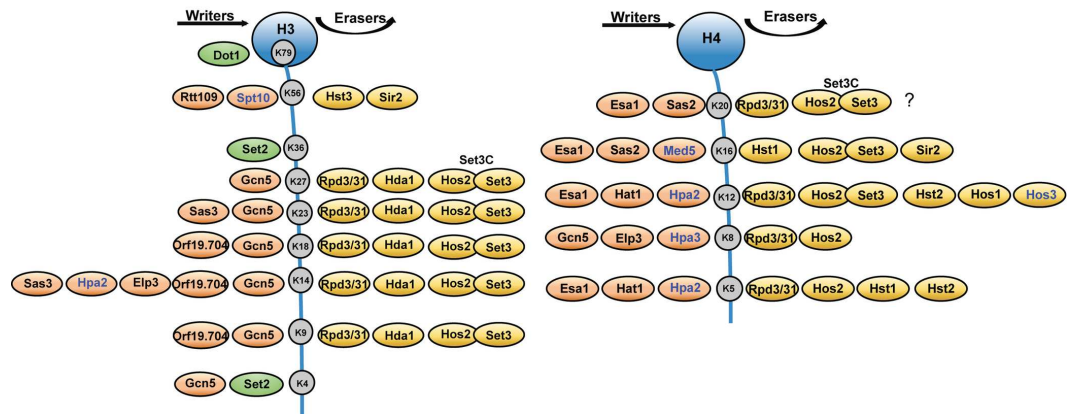 Writers Erasers
H3
K79
Dot1
Rtt109 Spt10 K56 Hst3 Sir2
Set2 K36
Set3C
Gcn5 K27 Rpd3/31 Hda1 Hos2 Set3
Sas3 Gcn5 K23 Rpd3/31 Hda1 Hos2 Set3
Orf19.704 Gcn5 K18 Rpd3/31 Hda1 Hos2 Set3
Sas3 Hpa2 Elp3 Orf19.704 Gcn5 K14 Rpd3/31 Hda1 Hos2 Set3
Orf19.704 Gcn5 K9 Rpd3/31 Hda1 Hos2 Set3
Gcn5 Set2 K4
Writers Erasers
H4
Set3C
Esa1 Sas2 K20 Rpd3/31 Hos2 Set3 ?
Esa1 Sas2 Med5 K16 Hst1 Hos2 Set3 Sir2
Esa1 Hat1 Hpa2 K12 Rpd3/31 Hos2 Set3 Hst2 Hos1 Hos3
Gcn5 Elp3 Hpa3 K8 Rpd3/31 Hos2
Esa1 Hat1 Hpa2 K5 Rpd3/31 Hos2 Hst1 Hst2